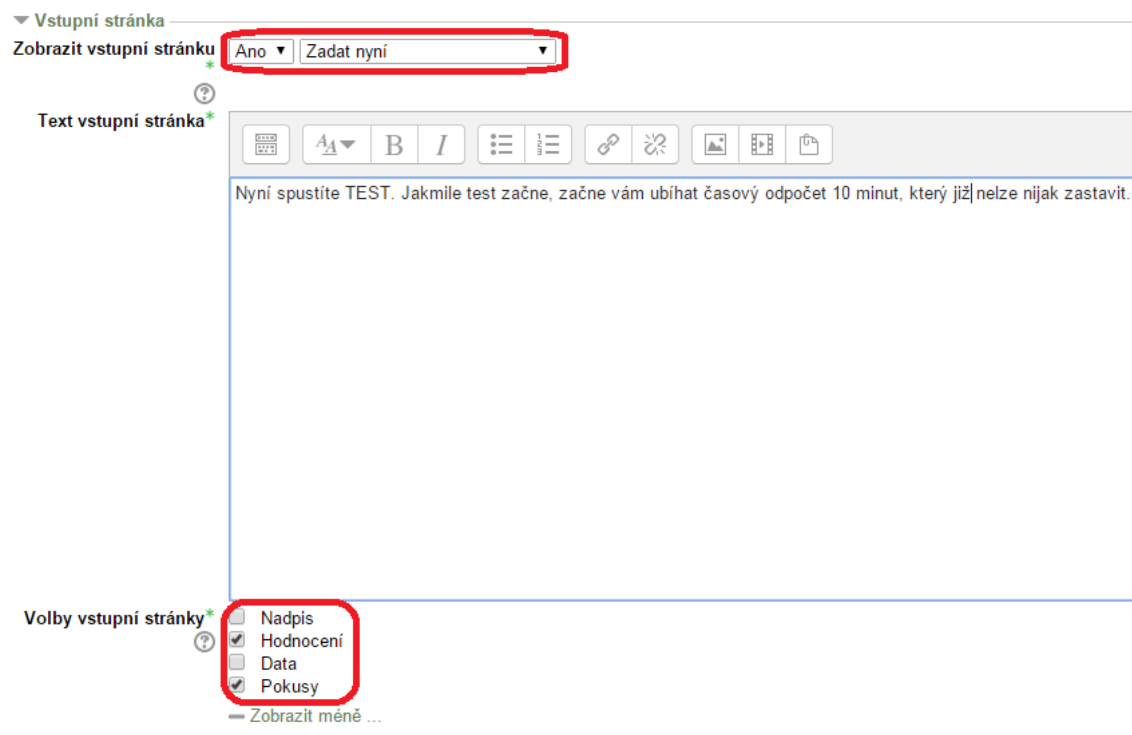 Vstupní stránka
Zobrazit vstupní stránku * Ano Zadat nyní
Text vstupní stránka*
Nyní spustíte TEST. Jakmile test začne, začne vám ubíhat časový odpočet 10 minut, který již nelze nijak zastavit.
Volby vstupní stránky* Nadpis
Hodnocení
Data
Pokusy
Zobrazit méně ...